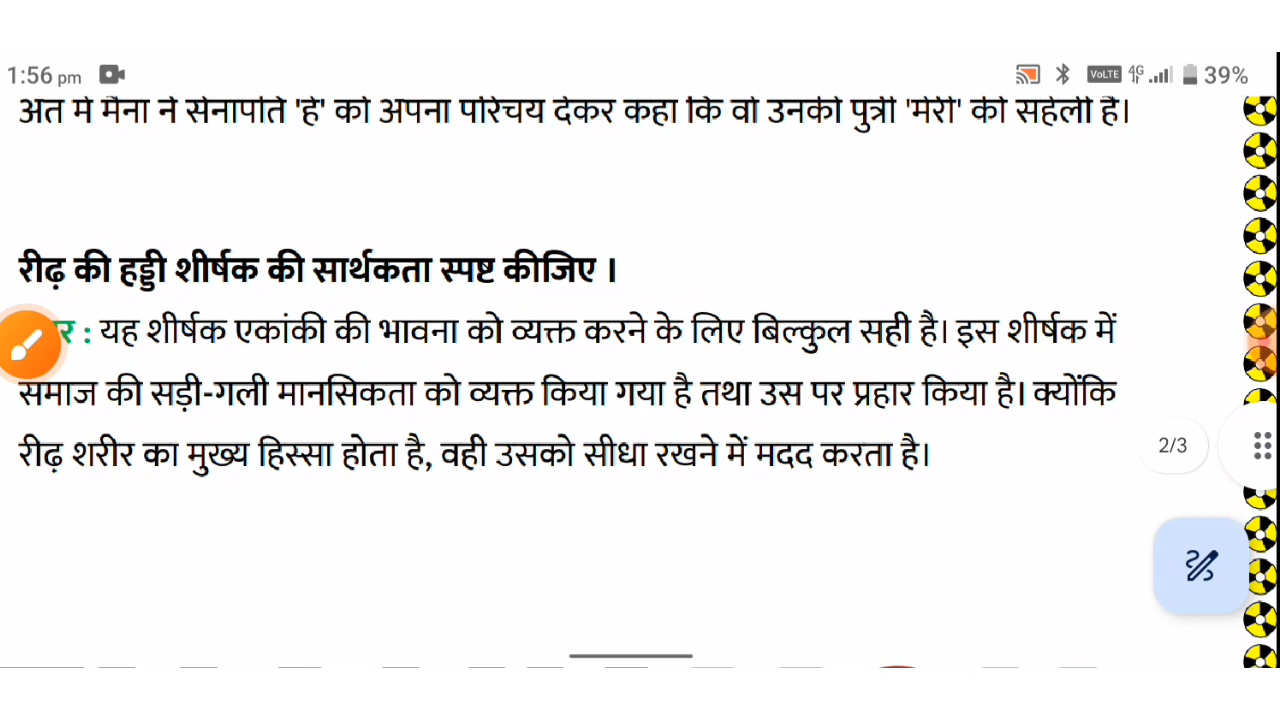 1:56 pm
VoLTE 4G 39%
अंत में मैना ने सेनापति 'हे' को अपना परिचय देकर कहा कि वो उनकी पुत्री 'मेरी' की सहेली है।
रीढ़ की हड्डी शीर्षक की सार्थकता स्पष्ट कीजिए ।
र : यह शीर्षक एकांकी की भावना को व्यक्त करने के लिए बिल्कुल सही है। इस शीर्षक में
समाज की सड़ी-गली मानसिकता को व्यक्त किया गया है तथा उस पर प्रहार किया है। क्योंकि
रीढ़ शरीर का मुख्य हिस्सा होता है, वही उसको सीधा रखने में मदद करता है।
2/3